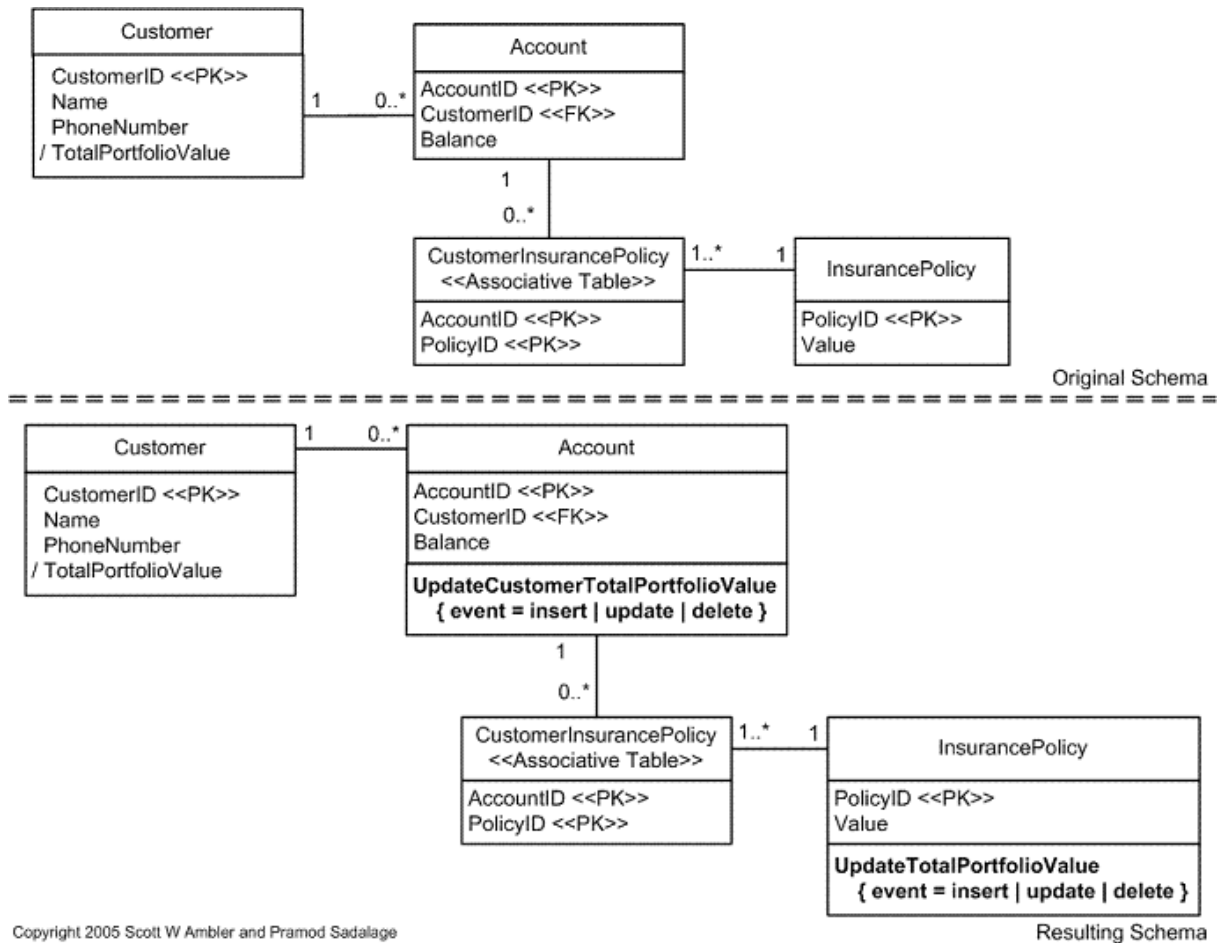 Customer
CustomerID <<PK>>
Name
PhoneNumber
/ TotalPortfolioValue
1
0..*
Account
AccountID <<PK>>
CustomerID <<FK>>
Balance
1
0..*
CustomerInsurancePolicy
<<Associative Table>>
AccountID <<PK>>
PolicyID <<PK>>
1..*
1
InsurancePolicy
PolicyID <<PK>>
Value
Original Schema
Customer
CustomerID <<PK>>
Name
PhoneNumber
/ TotalPortfolioValue
1
0..*
Account
AccountID <<PK>>
CustomerID <<FK>>
Balance
UpdateCustomerTotalPortfolioValue
{ event = insert | update | delete }
1
0..*
CustomerInsurancePolicy
<<Associative Table>>
AccountID <<PK>>
PolicyID <<PK>>
1..*
1
InsurancePolicy
PolicyID <<PK>>
Value
UpdateTotalPortfolioValue
{ event = insert | update | delete }
Copyright 2005 Scott W Ambler and Pramod Sadalage
Resulting Schema